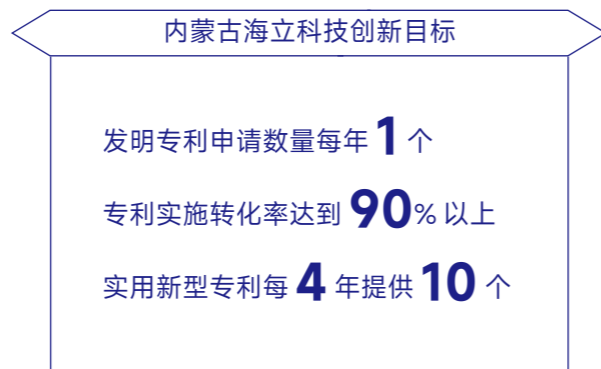 内蒙古海立科技创新目标
发明专利申请数量每年 1 个
专利实施转化率达到 90% 以上
实用新型专利每 4 年提供 10 个